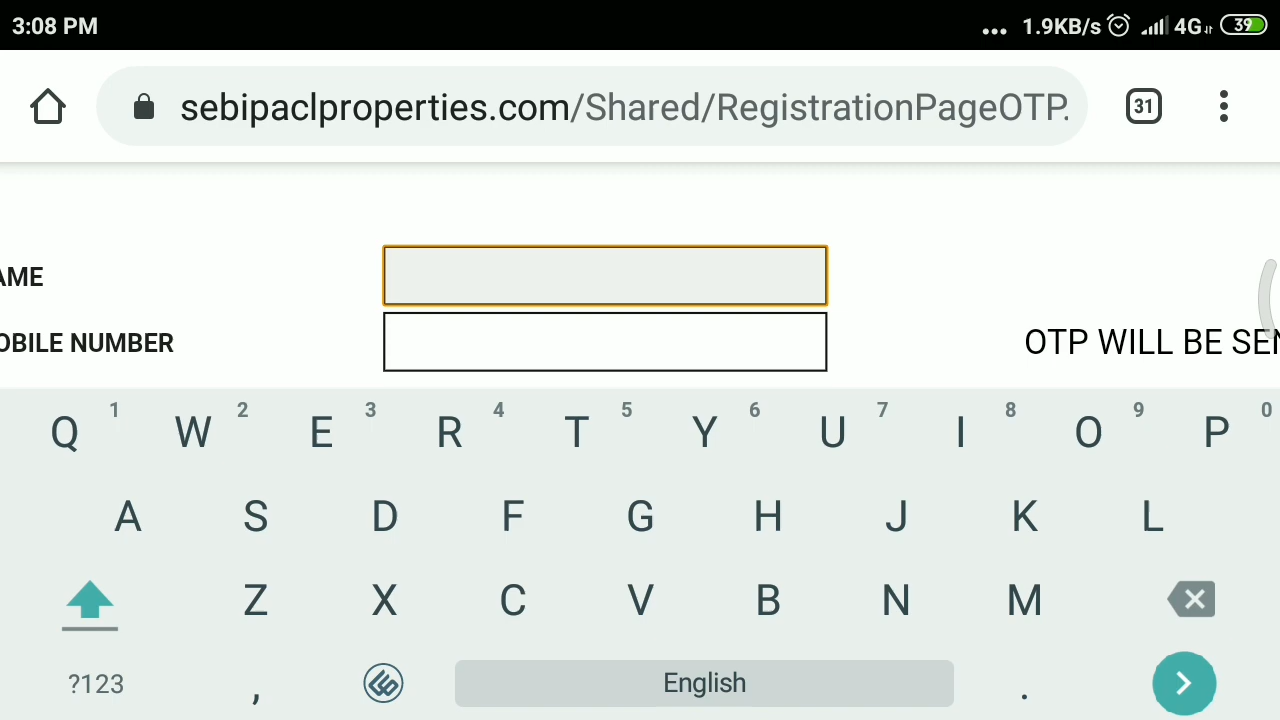 3:08 PM
... 1.9KB/s 4G 39
sebipaclproperties.com/Shared/RegistrationPageOTP.
31
AME
OBILE NUMBER
OTP WILL BE SEN
1 2 3 4 5 6 7 8 9 0
Q W E R T Y U I O P
A S D F G H J K L
Z X C V B N M
?123 , English .